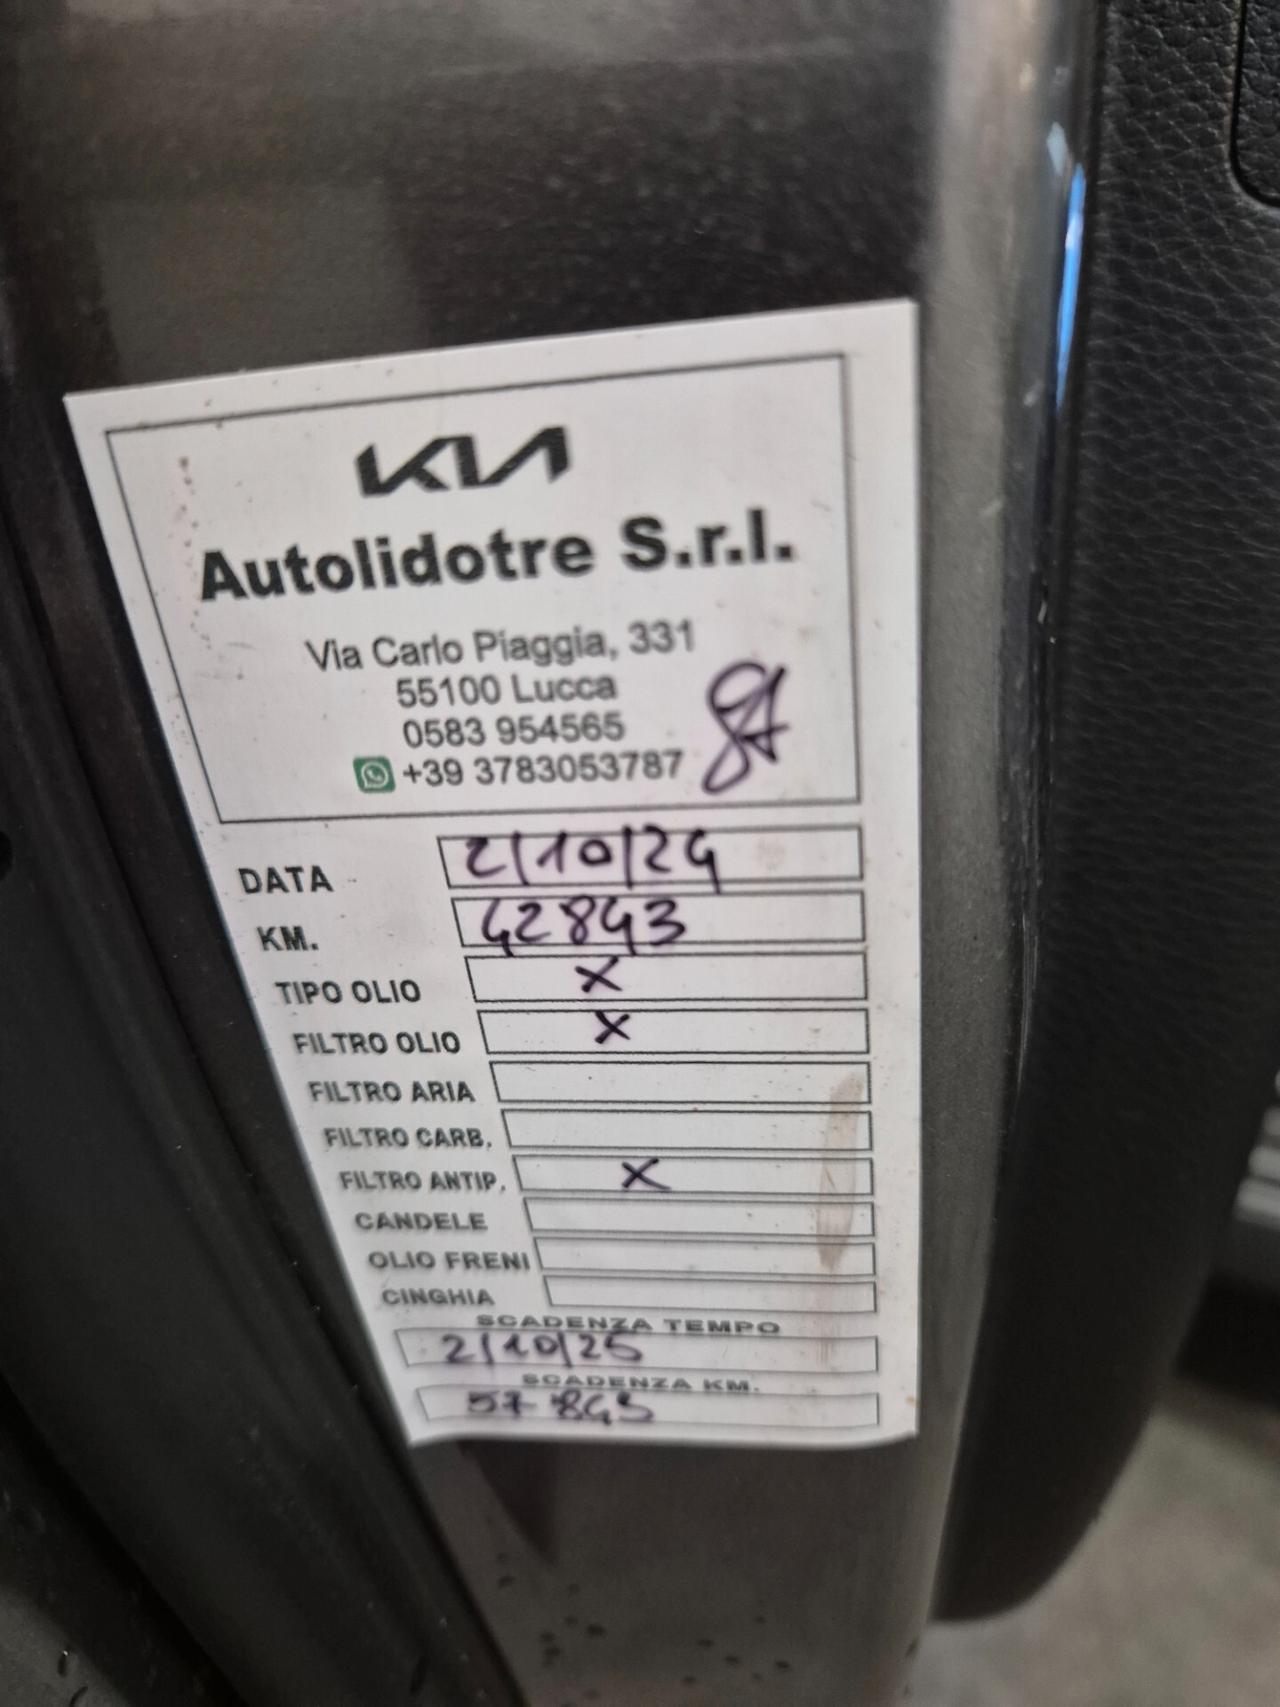 KIA
Autolidotre S.r.l.
Via Carlo Piaggia, 331
55100 Lucca
0583 954565
+39 3783053787
DATA 2/10/24
KM. 42843
TIPO OLIO X
FILTRO OLIO X
FILTRO ARIA
FILTRO CARB.
FILTRO ANTIP. X
CANDELE
OLIO FRENI
CINGHIA
SCADENZA TEMPO
2/10/25
SCADENZA KM.
57843